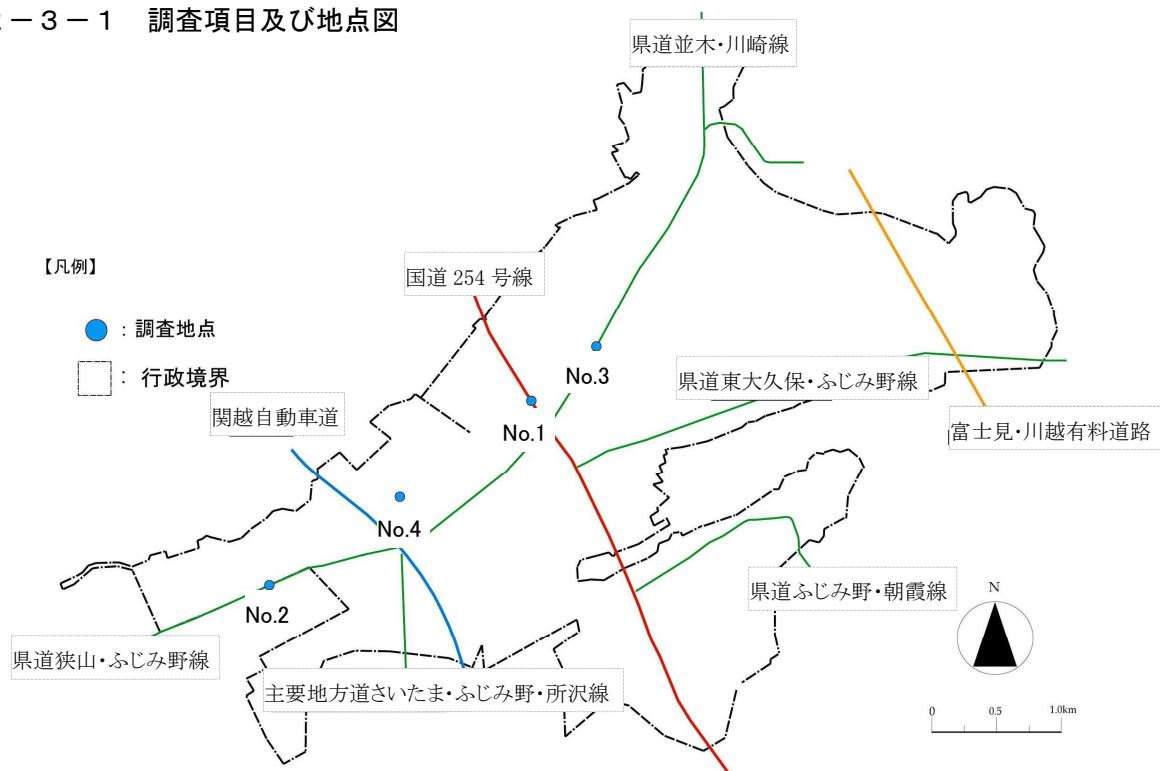 －３－１　調査項目及び地点図
県道並木・川崎線
【凡例】
国道 254 号線
：調査地点
：行政境界
No.3
県道東大久保・ふじみ野線
関越自動車道
No.1
富士見・川越有料道路
No.4
県道ふじみ野・朝霞線
N
No.2
県道狭山・ふじみ野線
主要地方道さいたま・ふじみ野・所沢線
0 0.5 1.0km